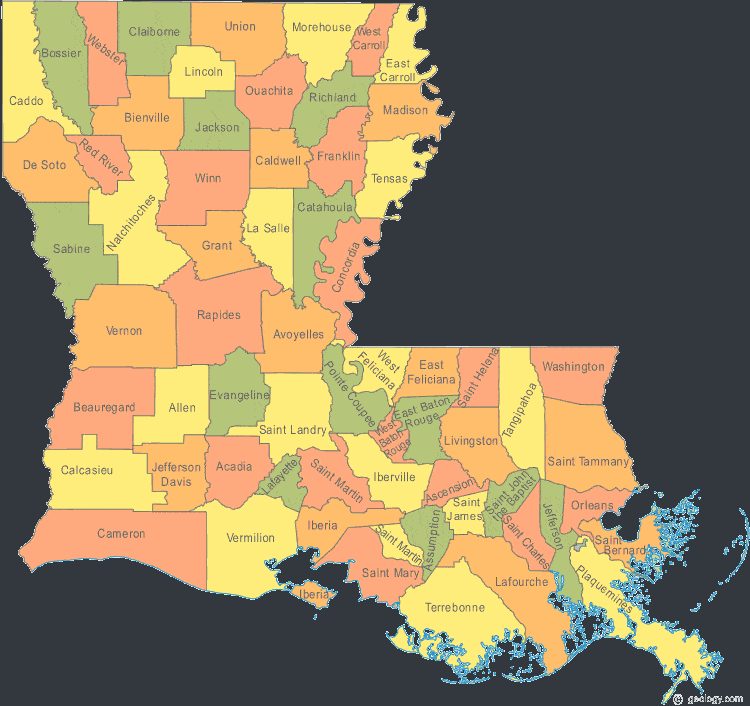 Caddo
Bossier
Webster
Claiborne
Union
Morehouse
West
Carroll
East
Carroll
Lincoln
Ouachita
Richland
Madison
Bienville
Jackson
De Soto
Red River
Caldwell
Franklin
Tensas
Winn
Natchitoches
Catahoula
La Salle
Sabine
Grant
Concordia
Rapides
Vernon
Avoyelles
West
Feliciana
East
Feliciana
Saint Helena
Washington
Pointe Coupee
Tangipahoa
Beauregard
Allen
Evangeline
Saint Landry
East Baton
Rouge
West
Baton
Rouge
Livingston
Saint Tammany
Calcasieu
Jefferson
Davis
Acadia
Lafayette
Saint Martin
Iberville
Ascension
Saint
James
Saint John
the Baptist
Orleans
Jefferson
Cameron
Vermilion
Iberia
Saint Martin
Assumption
Saint Charles
Saint
Bernard
Saint Mary
Lafourche
Plaquemines
Iberia
Terrebonne
© geology.com